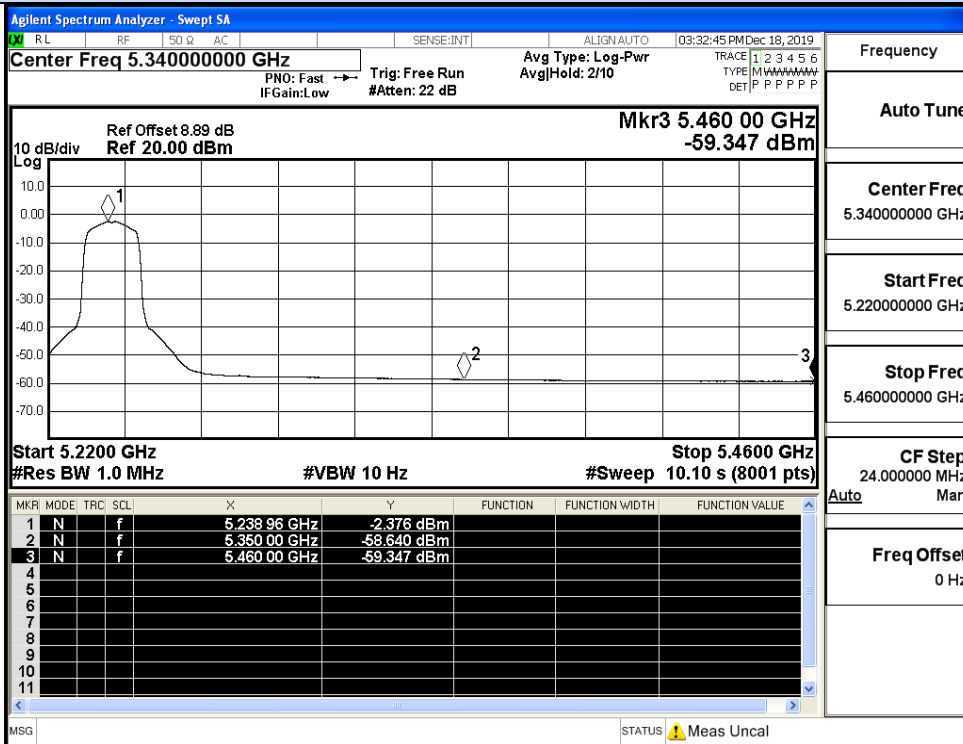 Agilent Spectrum Analyzer - Swept SA
LXI RL RF 50 Ω AC SENSE:INT ALIGN AUTO 03:32:45 PM Dec 18, 2019
Center Freq 5.340000000 GHz
PNO: Fast
IFGain:Low
Trig: Free Run
#Atten: 22 dB
Avg Type: Log-Pwr
Avg|Hold: 2/10
TRACE 1 2 3 4 5 6
TYPE M WWWWW
DET P P P P P P
Mkr3 5.460 00 GHz
-59.347 dBm
Ref Offset 8.89 dB
10 dB/div Ref 20.00 dBm
Log
10.0
0.00
-10.0
-20.0
-30.0
-40.0
-50.0
-60.0
-70.0
1
2
3
Start 5.2200 GHz Stop 5.4600 GHz
#Res BW 1.0 MHz #VBW 10 Hz #Sweep 10.10 s (8001 pts)
MKR MODE TRC SCL X Y FUNCTION FUNCTION WIDTH FUNCTION VALUE
1 N f 5.238 96 GHz -2.376 dBm
2 N f 5.350 00 GHz -58.640 dBm
3 N f 5.460 00 GHz -59.347 dBm
4
5
6
7
8
9
10
11
MSG STATUS Meas Uncal
Frequency
Auto Tune
Center Freq
5.340000000 GHz
Start Freq
5.220000000 GHz
Stop Freq
5.460000000 GHz
CF Step
24.000000 MHz
Auto Man
Freq Offset
0 Hz